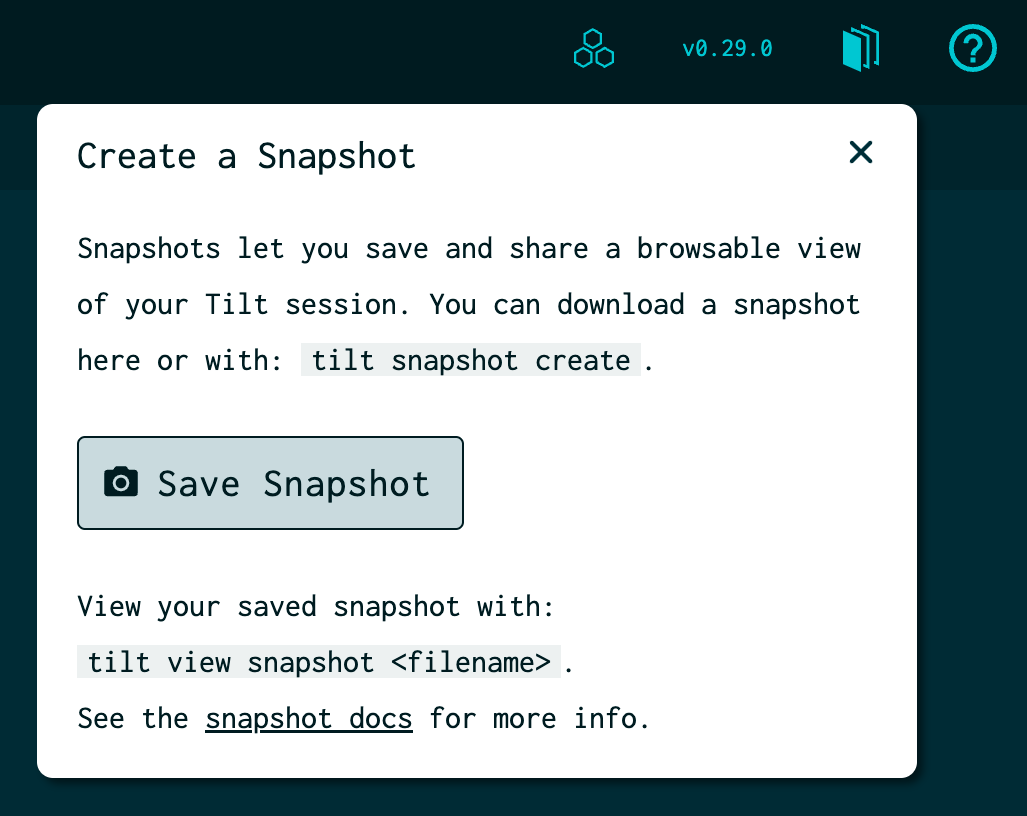 v0.29.0
Create a Snapshot
Snapshots let you save and share a browsable view
of your Tilt session. You can download a snapshot
here or with: tilt snapshot create.
Save Snapshot
View your saved snapshot with:
tilt view snapshot <filename>.
See the snapshot docs for more info.